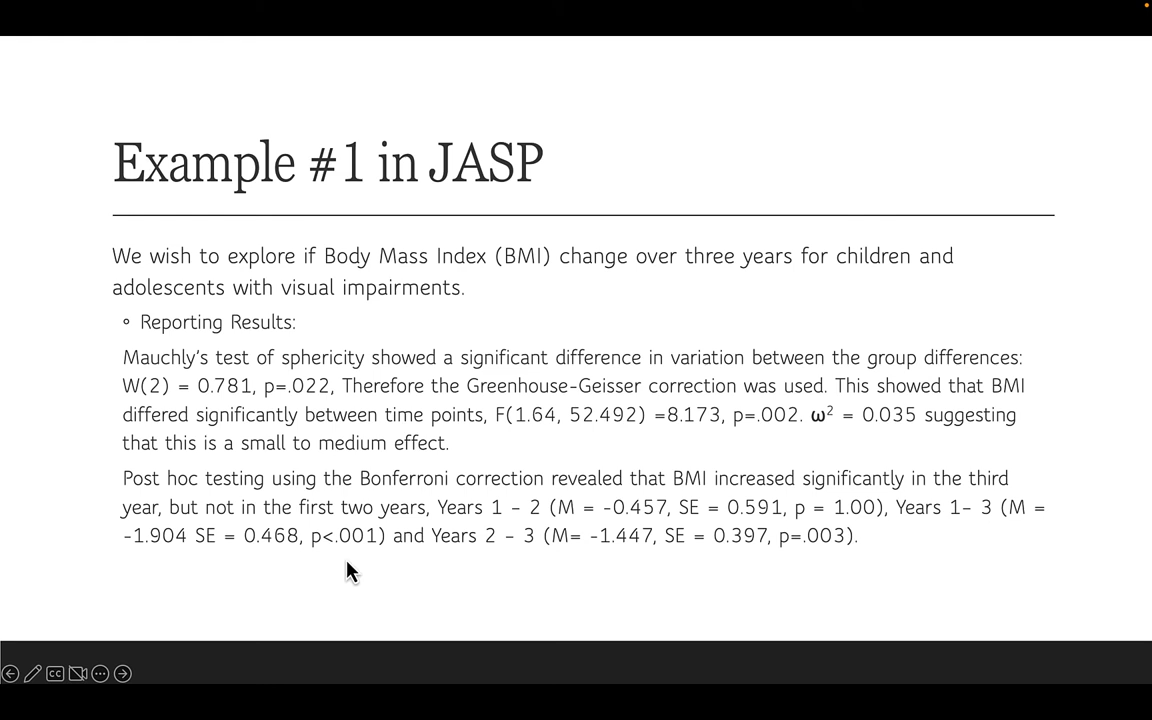 Example #1 in JASP
We wish to explore if Body Mass Index (BMI) change over three years for children and
adolescents with visual impairments.
∘ Reporting Results:
Mauchly's test of sphericity showed a significant difference in variation between the group differences:
W(2) = 0.781, p=.022, Therefore the Greenhouse-Geisser correction was used. This showed that BMI
differed significantly between time points, F(1.64, 52.492) =8.173, p=.002. ω² = 0.035 suggesting
that this is a small to medium effect.
Post hoc testing using the Bonferroni correction revealed that BMI increased significantly in the third
year, but not in the first two years, Years 1 – 2 (M = -0.457, SE = 0.591, p = 1.00), Years 1– 3 (M =
-1.904 SE = 0.468, p<.001) and Years 2 – 3 (M= -1.447, SE = 0.397, p=.003).
CC